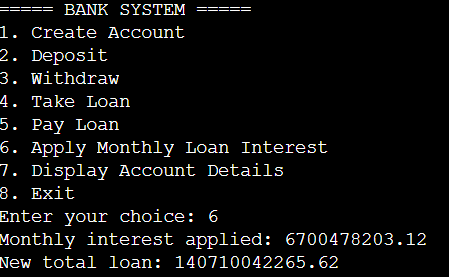 ===== BANK SYSTEM =====
1. Create Account
2. Deposit
3. Withdraw
4. Take Loan
5. Pay Loan
6. Apply Monthly Loan Interest
7. Display Account Details
8. Exit
Enter your choice: 6
Monthly interest applied: 6700478203.12
New total loan: 140710042265.62